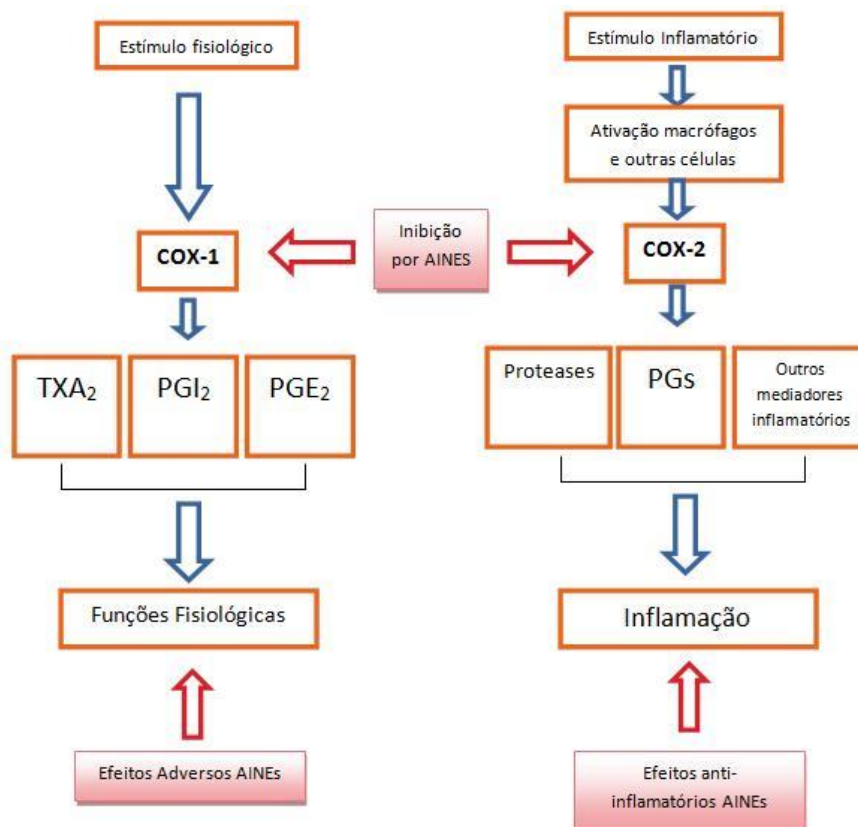 Estímulo fisiológico
Estímulo Inflamatório
Ativação macrófagos
e outras células
COX-1
Inibição
por AINES
COX-2
TXA₂
PGI₂
PGE₂
Proteases
PGs
Outros
mediadores
inflamatórios
Funções Fisiológicas
Inflamação
Efeitos Adversos AINEs
Efeitos anti-
inflamatórios AINEs